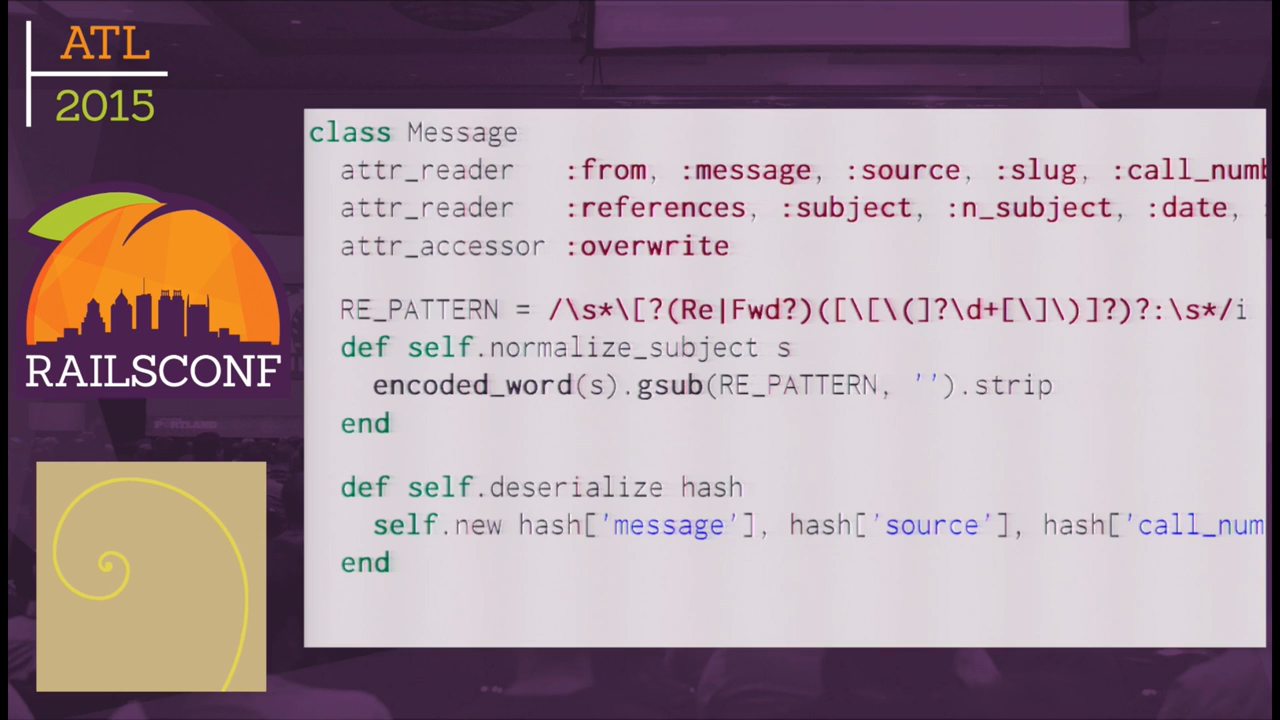 ATL
2015
RAILSCONF
class Message
  attr_reader   :from, :message, :source, :slug, :call_numb
  attr_reader   :references, :subject, :n_subject, :date,
  attr_accessor :overwrite
  RE_PATTERN = /\s*\[?(Re|Fwd?)([\[\(]?\d+[\]\)]?)?:\s*/i
  def self.normalize_subject s
    encoded_word(s).gsub(RE_PATTERN, '').strip
  end
  def self.deserialize hash
    self.new hash['message'], hash['source'], hash['call_num
  end